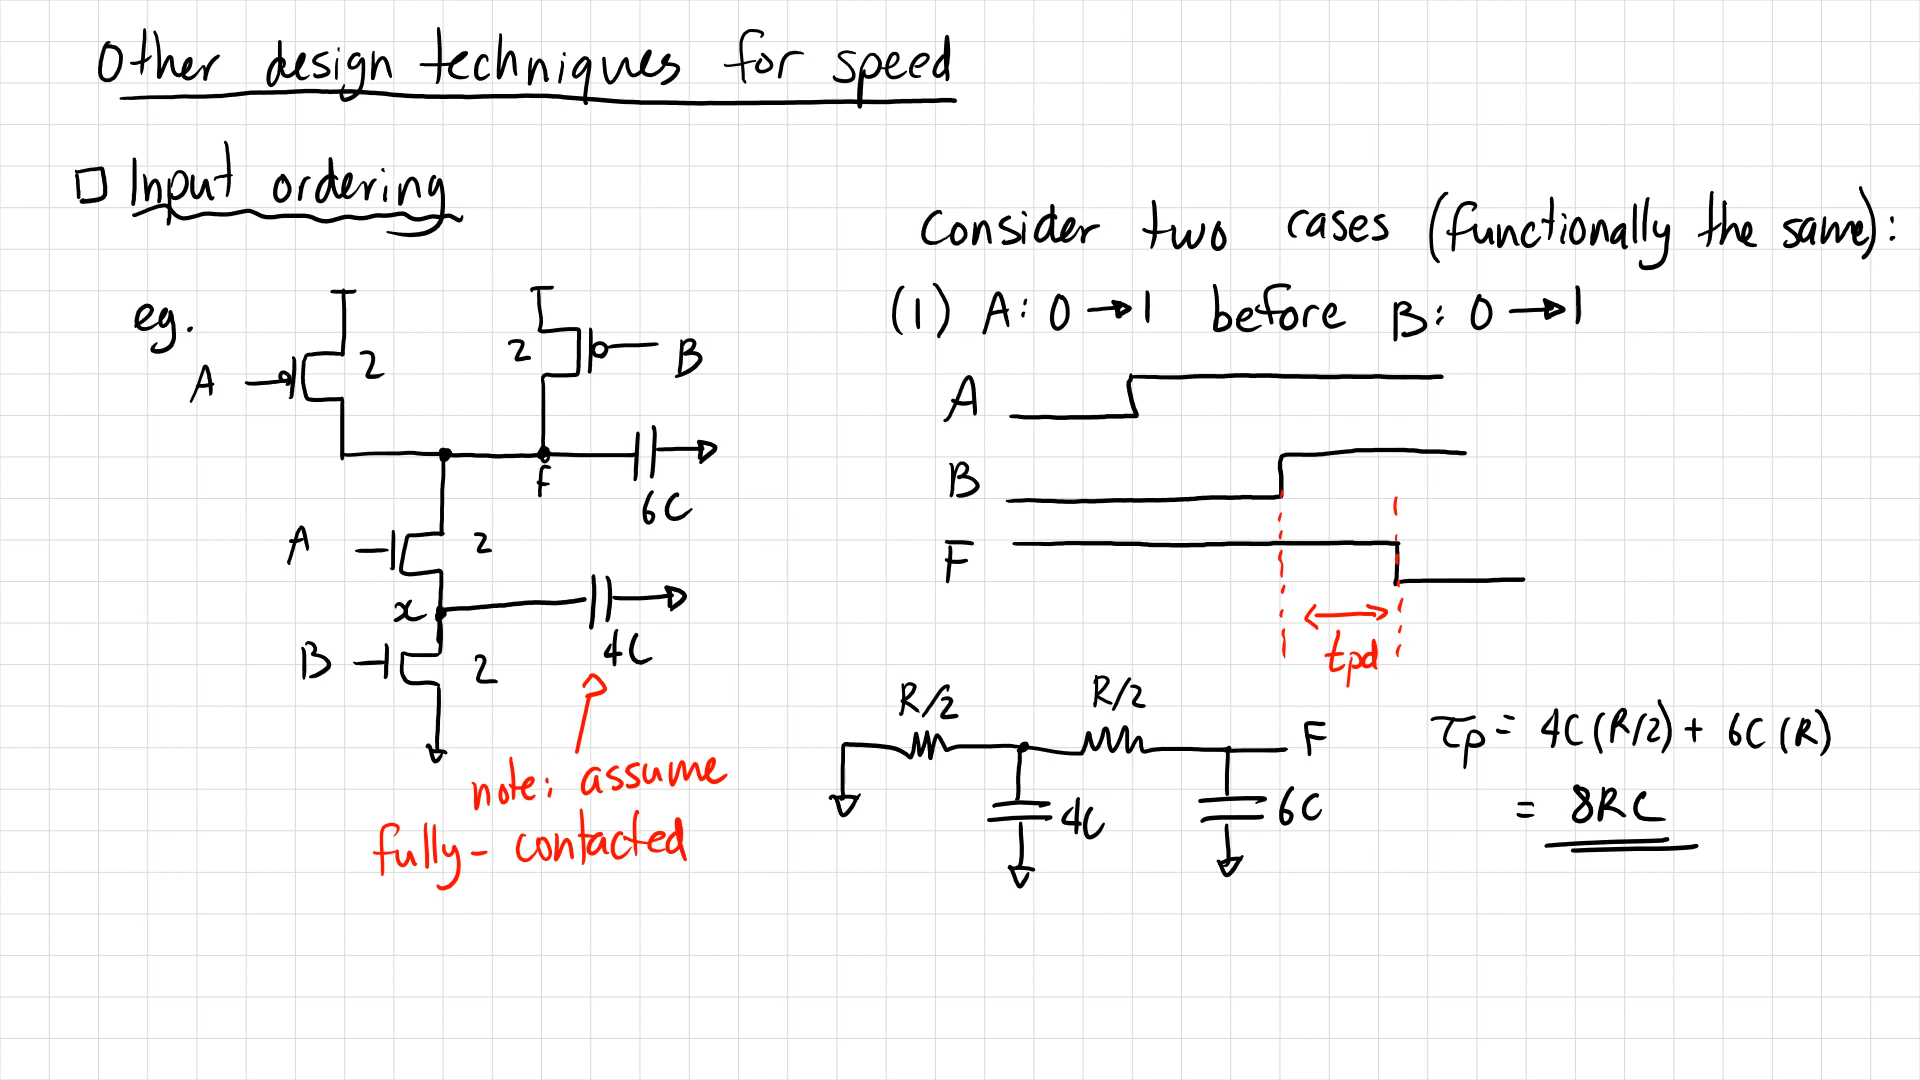 Other design techniques for speed
Input ordering
Consider two cases (functionally the same):
(1) A: 0 → 1 before B: 0 → 1
eg.
A
2
2
B
F
6C
A
2
x
4C
B
2
note: assume
fully-contacted
A
B
F
tpd
R/2
R/2
F
4C
6C
τp = 4C(R/2) + 6C(R)
= 8RC